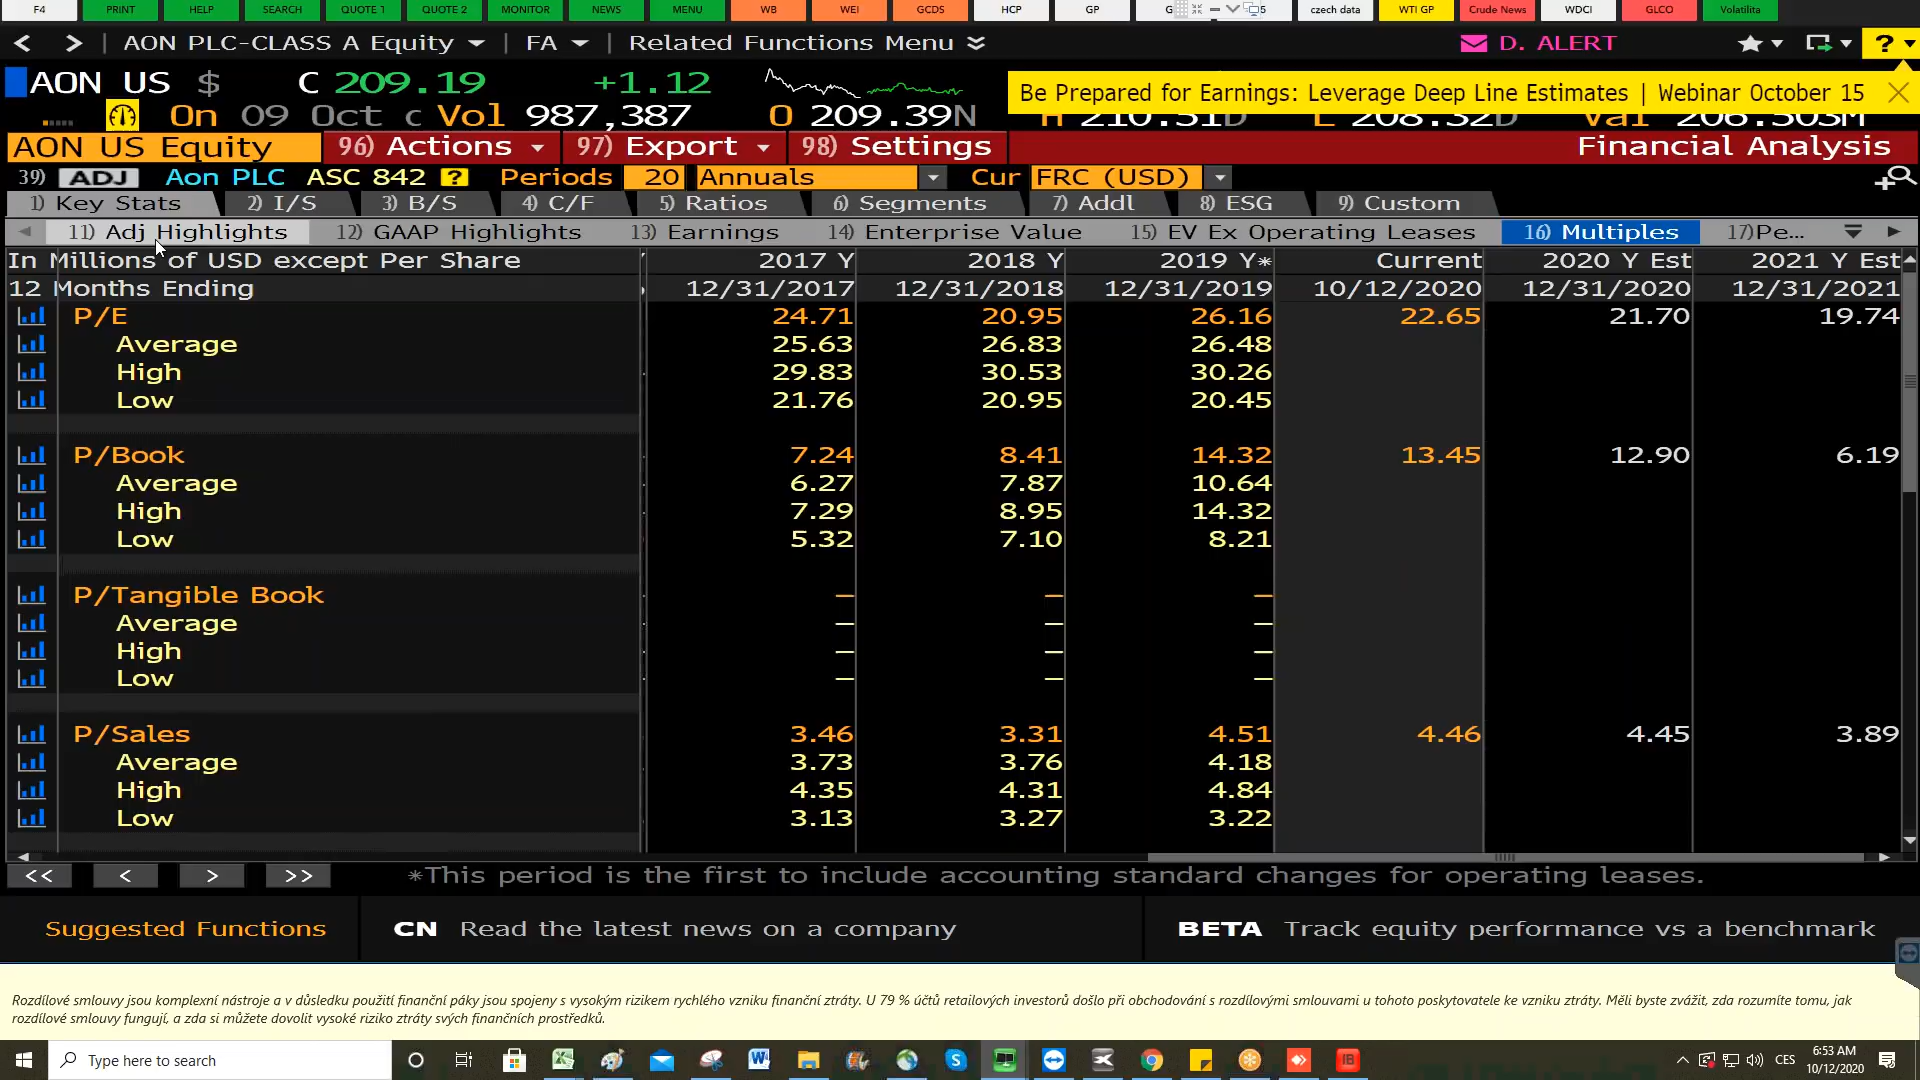 F4 PRINT HELP SEARCH QUOTE 1 QUOTE 2 MONITOR NEWS MENU WB WEI GCDS HCP GP czech data WTI GP Crude News WDCI GLCO Volatilita
AON PLC-CLASS A Equity FA Related Functions Menu D. ALERT ?
AON US $ C 209.19 +1.12
Be Prepared for Earnings: Leverage Deep Line Estimates | Webinar October 15
On 09 Oct c Vol 987,387 O 209.39N H 210.51D L 208.32D Val 206.503M
AON US Equity 96) Actions 97) Export 98) Settings Financial Analysis
39) ADJ Aon PLC ASC 842 ? Periods 20 Annuals Cur FRC (USD)
1) Key Stats 2) I/S 3) B/S 4) C/F 5) Ratios 6) Segments 7) Addl 8) ESG 9) Custom
11) Adj Highlights 12) GAAP Highlights 13) Earnings 14) Enterprise Value 15) EV Ex Operating Leases 16) Multiples 17)Pe...
In Millions of USD except Per Share 2017 Y 2018 Y 2019 Y* Current 2020 Y Est 2021 Y Est
12 Months Ending 12/31/2017 12/31/2018 12/31/2019 10/12/2020 12/31/2020 12/31/2021
P/E 24.71 20.95 26.16 22.65 21.70 19.74
Average 25.63 26.83 26.48
High 29.83 30.53 30.26
Low 21.76 20.95 20.45
P/Book 7.24 8.41 14.32 13.45 12.90 6.19
Average 6.27 7.87 10.64
High 7.29 8.95 14.32
Low 5.32 7.10 8.21
P/Tangible Book — — —
Average — — —
High — — —
Low — — —
P/Sales 3.46 3.31 4.51 4.46 4.45 3.89
Average 3.73 3.76 4.18
High 4.35 4.31 4.84
Low 3.13 3.27 3.22
<< < > >> *This period is the first to include accounting standard changes for operating leases.
Suggested Functions CN Read the latest news on a company BETA Track equity performance vs a benchmark
Rozdílové smlouvy jsou komplexní nástroje a v důsledku použití finanční páky jsou spojeny s vysokým rizikem rychlého vzniku finanční ztráty. U 79 % účtů retailových investorů došlo při obchodování s rozdílovými smlouvami u tohoto poskytovatele ke vzniku ztráty. Měli byste zvážit, zda rozumíte tomu, jak
rozdílové smlouvy fungují, a zda si můžete dovolit vysoké riziko ztráty svých finančních prostředků.
Type here to search CES 6:53 AM
10/12/2020